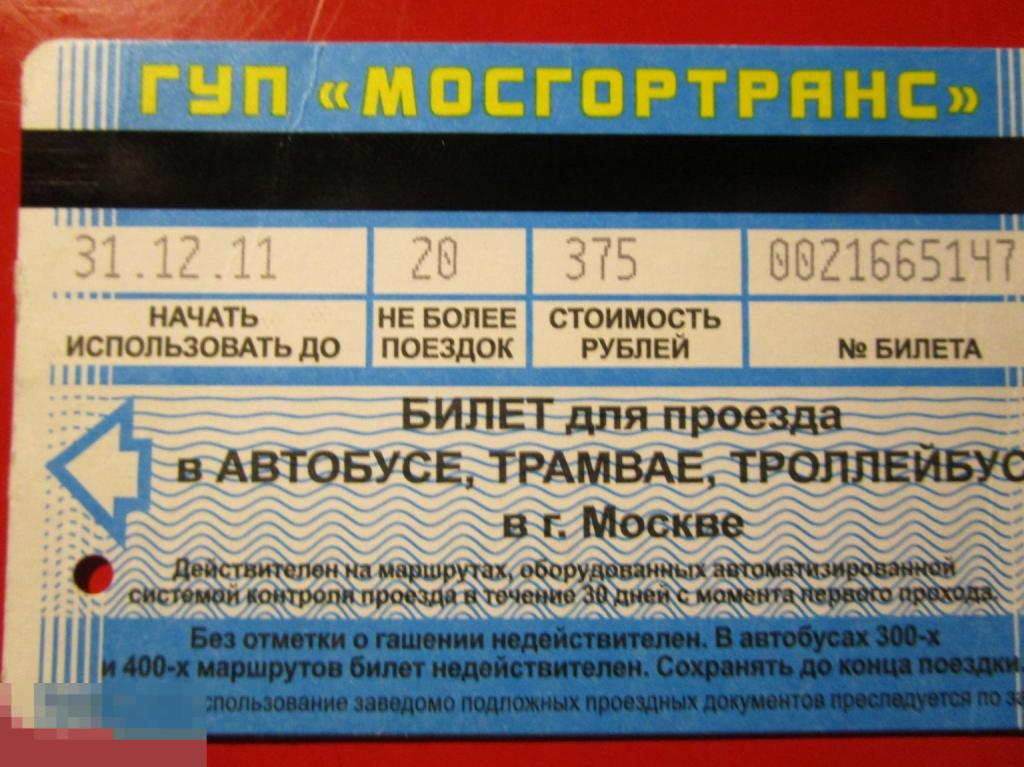 ГУП «МОСГОРТРАНС»
31.12.11 20 375 0021665147
НАЧАТЬ ИСПОЛЬЗОВАТЬ ДО
НЕ БОЛЕЕ ПОЕЗДОК
СТОИМОСТЬ РУБЛЕЙ
№ БИЛЕТА
БИЛЕТ для проезда
в АВТОБУСЕ, ТРАМВАЕ, ТРОЛЛЕЙБУС
в г. Москве
Действителен на маршрутах, оборудованных автоматизированной
системой контроля проезда в течение 30 дней с момента первого прохода.
Без отметки о гашении недействителен. В автобусах 300-х
и 400-х маршрутов билет недействителен. Сохранять до конца поездки.
спользование заведомо подложных проездных документов преследуется по за